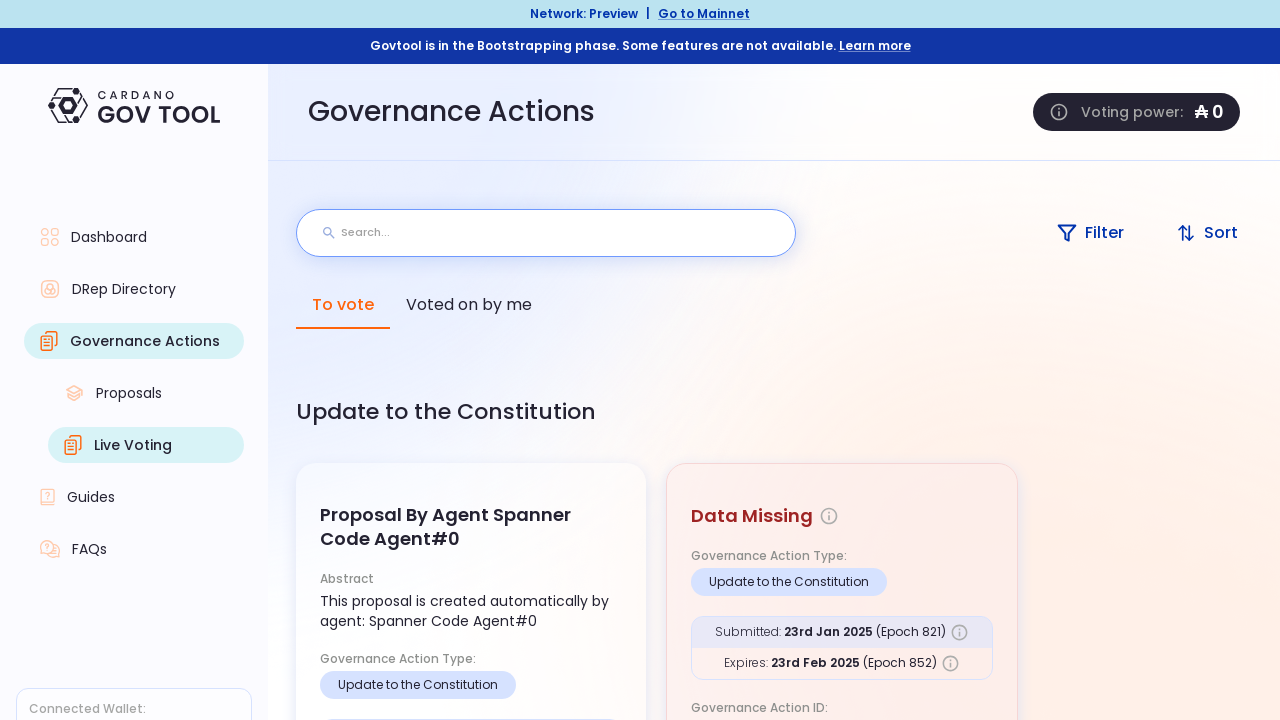 Network: Preview | Go to Mainnet
Govtool is in the Bootstrapping phase. Some features are not available. Learn more
CARDANO
GOV TOOL
Governance Actions
Voting power: ₳ 0
Dashboard
DRep Directory
Governance Actions
Proposals
Live Voting
Guides
FAQs
Connected Wallet:
Search...
Filter
Sort
To vote
Voted on by me
Update to the Constitution
Proposal By Agent Spanner
Code Agent#0
Abstract
This proposal is created automatically by
agent: Spanner Code Agent#0
Governance Action Type:
Update to the Constitution
Data Missing
Governance Action Type:
Update to the Constitution
Submitted: 23rd Jan 2025 (Epoch 821)
Expires: 23rd Feb 2025 (Epoch 852)
Governance Action ID: